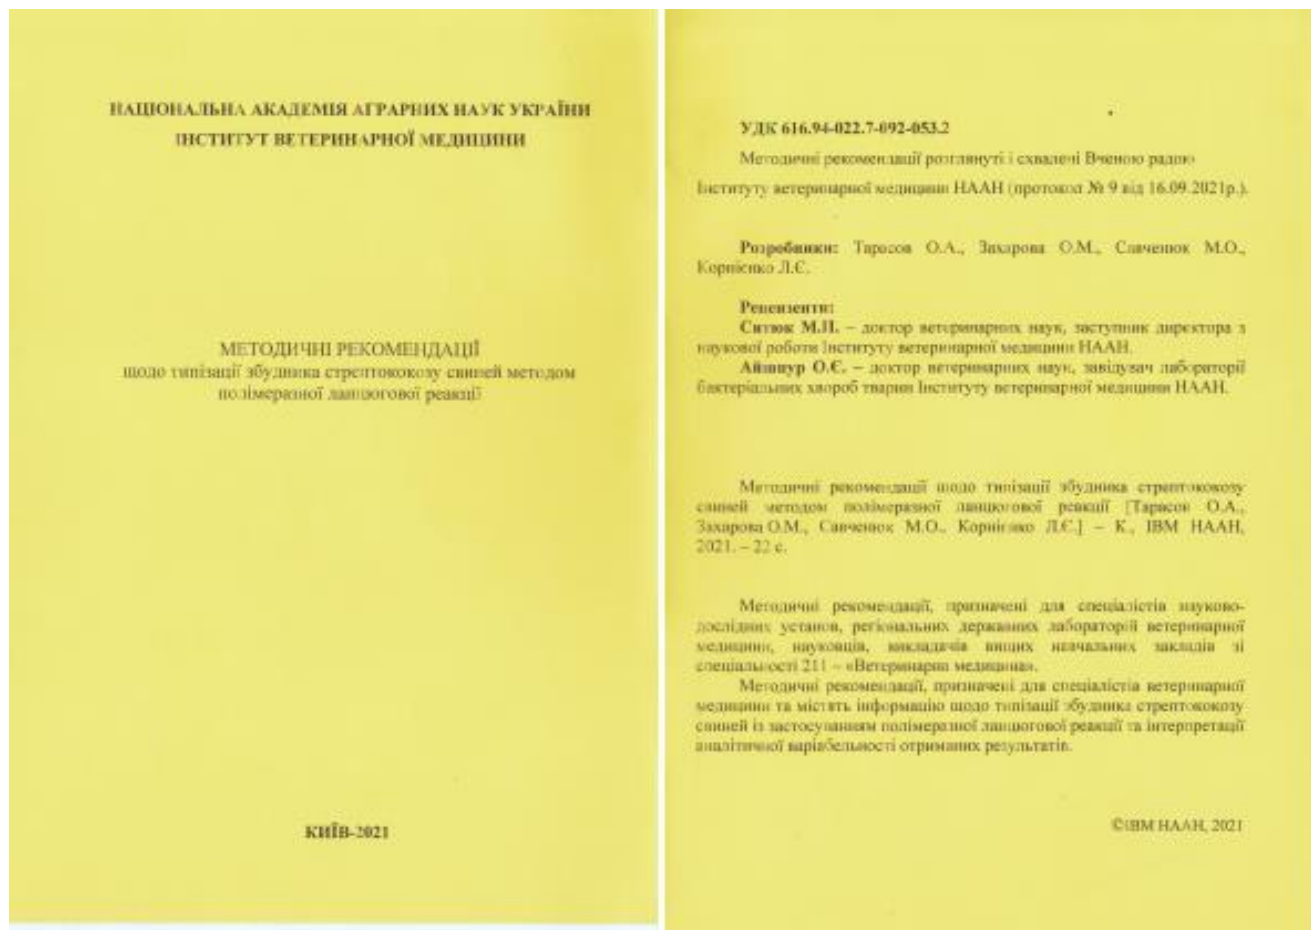 НАЦІОНАЛЬНА АКАДЕМІЯ АГРАРНИХ НАУК УКРАЇНИ
ІНСТИТУТ ВЕТЕРИНАРНОЇ МЕДИЦИНИ
МЕТОДИЧНІ РЕКОМЕНДАЦІЇ
щодо типізації збудника стрептококозу свиней методом
полімеразної ланцюгової реакції
КИЇВ-2021
УДК 616.94-022.7-092-053.2
Методичні рекомендації розглянуті і схвалені Вченою радою
Інституту ветеринарної медицини НААН (протокол № 9 від 16.09.2021р.).
Розробники: Тарасов О.А., Захарова О.М., Савченюк М.О.,
Корнієнко Л.Є.
Рецензенти:
Ситюк М.П. – доктор ветеринарних наук, заступник директора з
наукової роботи Інституту ветеринарної медицини НААН.
Айшпур О.Є. – доктор ветеринарних наук, завідувач лабораторії
бактеріальних хвороб тварин Інституту ветеринарної медицини НААН.
Методичні рекомендації щодо типізації збудника стрептококозу
свиней методом полімеразної ланцюгової реакції [Тарасов О.А.,
Захарова О.М., Савченюк М.О., Корнієнко Л.Є.] – К., ІВМ НААН,
2021. – 22 с.
Методичні рекомендації, призначені для спеціалістів науково-
дослідних установ, регіональних державних лабораторій ветеринарної
медицини, науковців, викладачів вищих навчальних закладів зі
спеціальності 211 – «Ветеринарна медицина».
Методичні рекомендації, призначені для спеціалістів ветеринарної
медицини та містять інформацію щодо типізації збудника стрептококозу
свиней із застосуванням полімеразної ланцюгової реакції та інтерпретації
аналітичної варіабельності отриманих результатів.
©ІВМ НААН, 2021